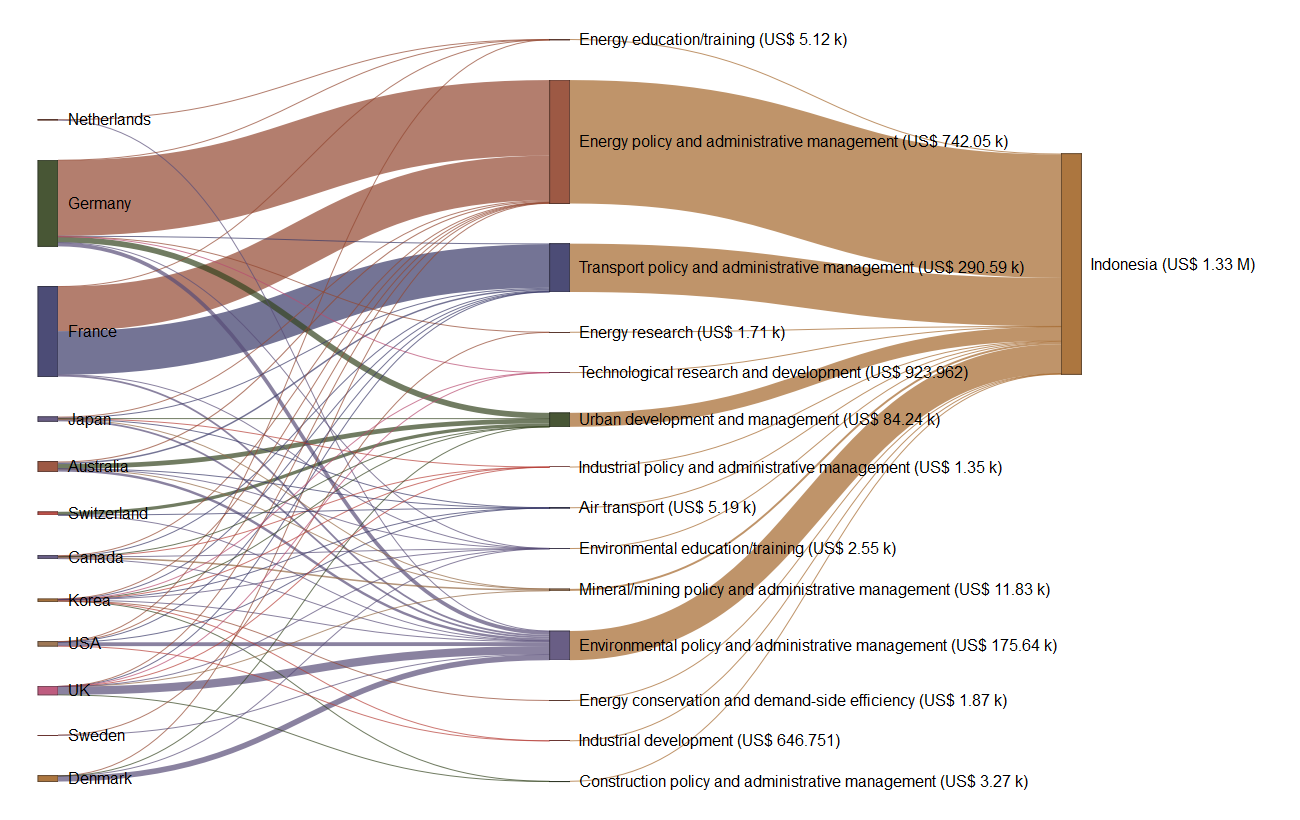 Netherlands
Germany
France
Japan
Australia
Switzerland
Canada
Korea
USA
UK
Sweden
Denmark
Energy education/training (US$ 5.12 k)
Energy policy and administrative management (US$ 742.05 k)
Transport policy and administrative management (US$ 290.59 k)
Energy research (US$ 1.71 k)
Technological research and development (US$ 923.962)
Urban development and management (US$ 84.24 k)
Industrial policy and administrative management (US$ 1.35 k)
Air transport (US$ 5.19 k)
Environmental education/training (US$ 2.55 k)
Mineral/mining policy and administrative management (US$ 11.83 k)
Environmental policy and administrative management (US$ 175.64 k)
Energy conservation and demand-side efficiency (US$ 1.87 k)
Industrial development (US$ 646.751)
Construction policy and administrative management (US$ 3.27 k)
Indonesia (US$ 1.33 M)